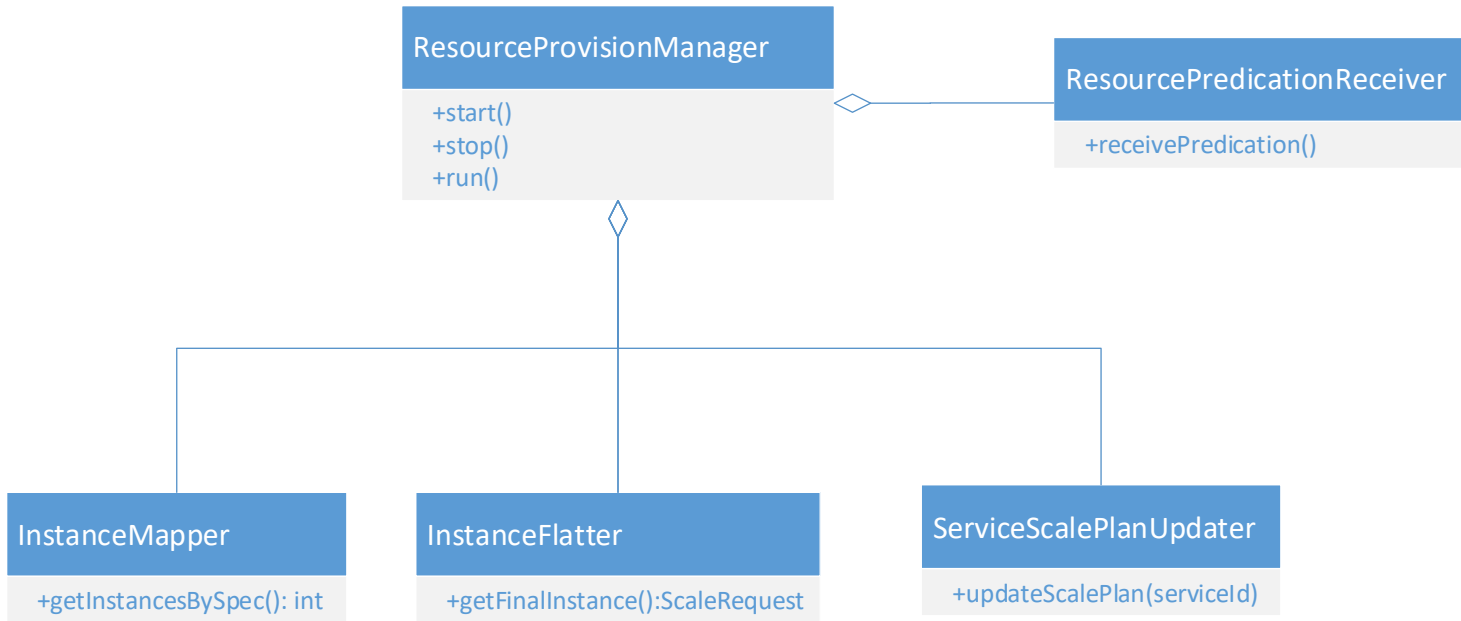 ResourceProvisionManager
+start()
+stop()
+run()
ResourcePredicationReceiver
+receivePredication()
InstanceMapper
+getInstancesBySpec(): int
InstanceFlatter
+getFinalInstance():ScaleRequest
ServiceScalePlanUpdater
+updateScalePlan(serviceId)